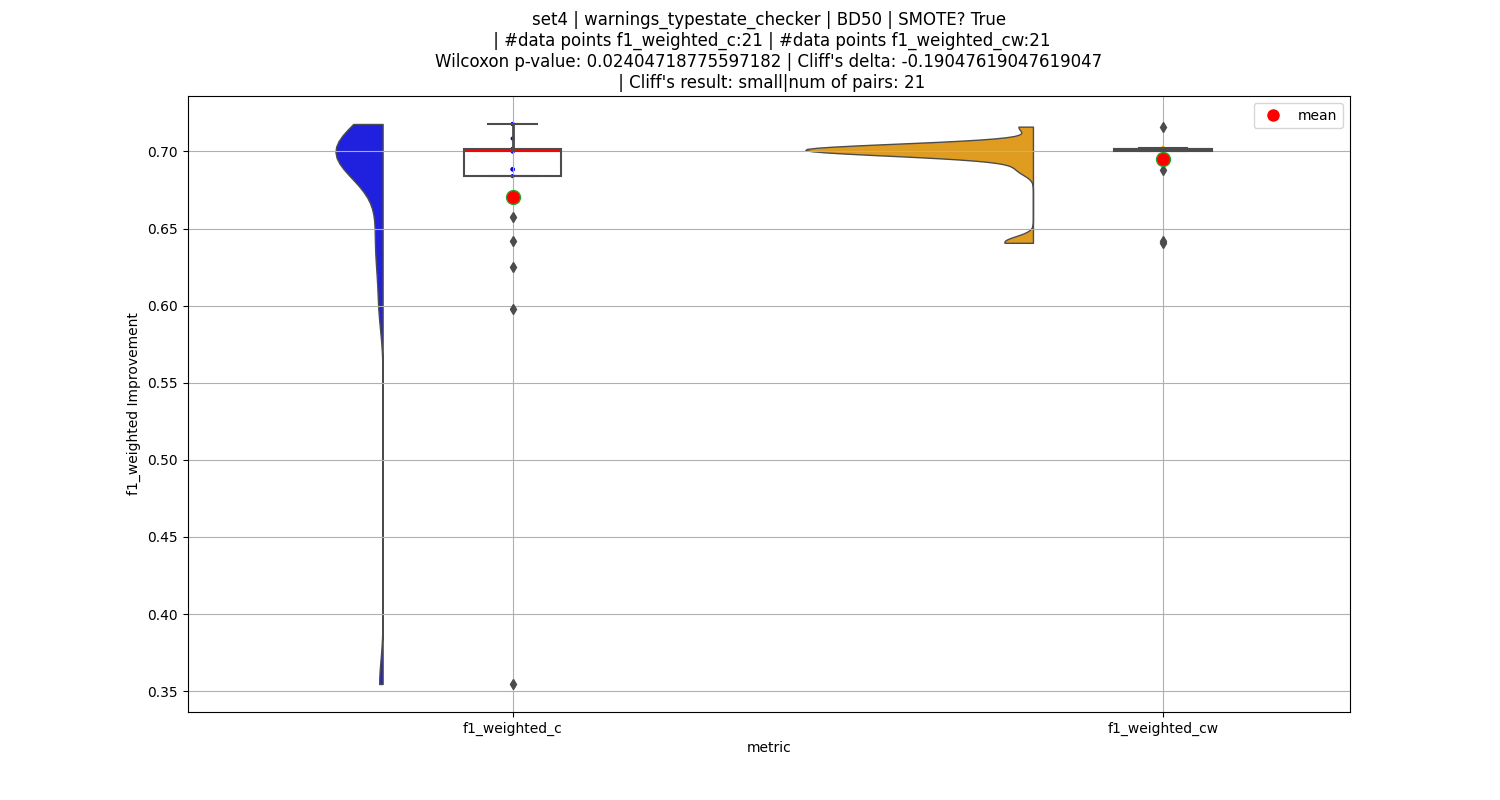 set4 | warnings_typestate_checker | BD50 | SMOTE? True
| #data points f1_weighted_c:21 | #data points f1_weighted_cw:21
Wilcoxon p-value: 0.02404718775597182 | Cliff's delta: -0.19047619047619047
| Cliff's result: small|num of pairs: 21
mean
0.70
0.65
0.60
0.55
0.50
0.45
0.40
0.35
f1_weighted Improvement
f1_weighted_c
f1_weighted_cw
metric